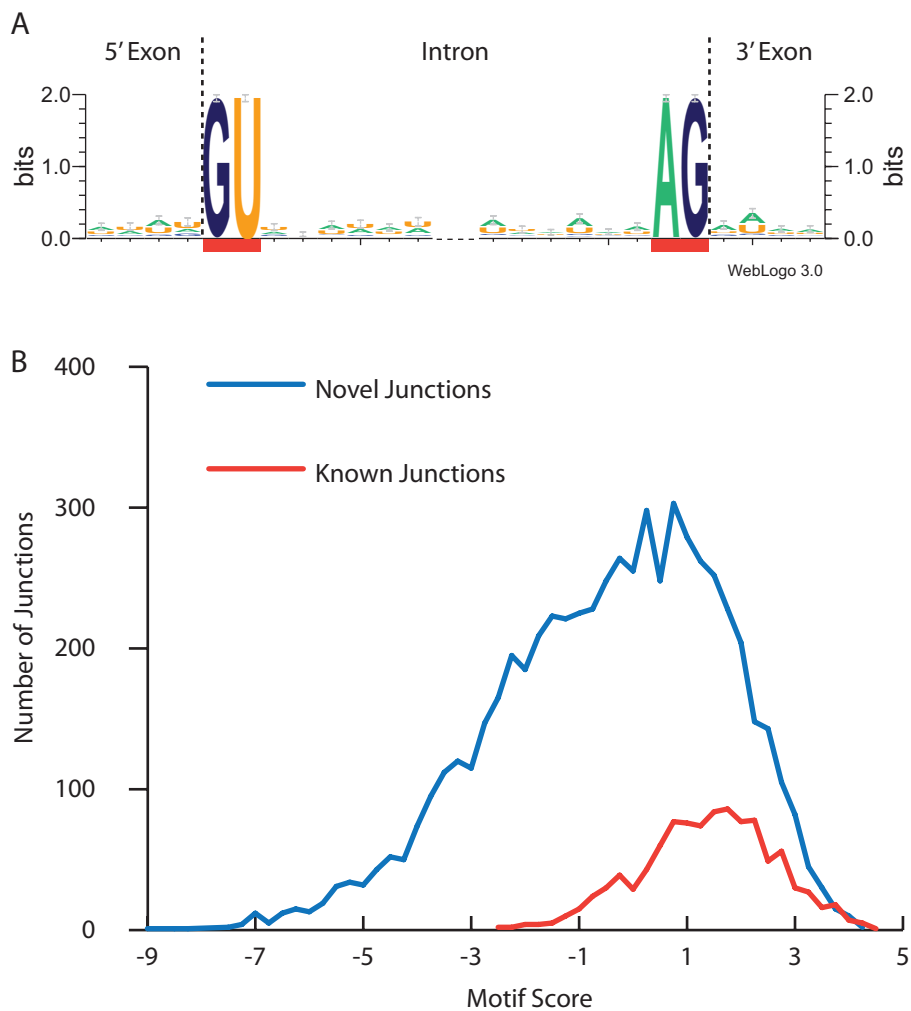 A
5' Exon Intron 3' Exon
2.0 2.0
bits bits
1.0 1.0
0.0 0.0
GU AG
WebLogo 3.0
B
400
300
200
100
0
Number of Junctions
Novel Junctions
Known Junctions
-9 -7 -5 -3 -1 1 3 5
Motif Score